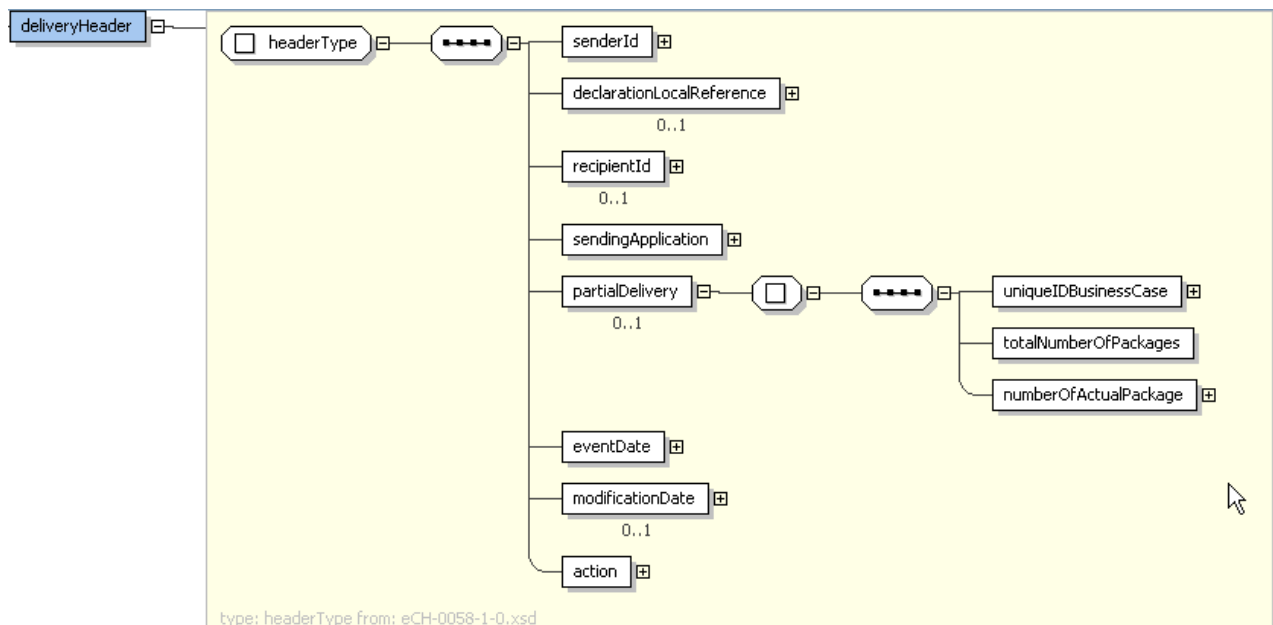 deliveryHeader
headerType
senderId
declarationLocalReference
0..1
recipientId
0..1
sendingApplication
partialDelivery
0..1
uniqueIDBusinessCase
totalNumberOfPackages
numberOfActualPackage
eventDate
modificationDate
0..1
action
type: headerType from: eCH-0058-1-0.xsd